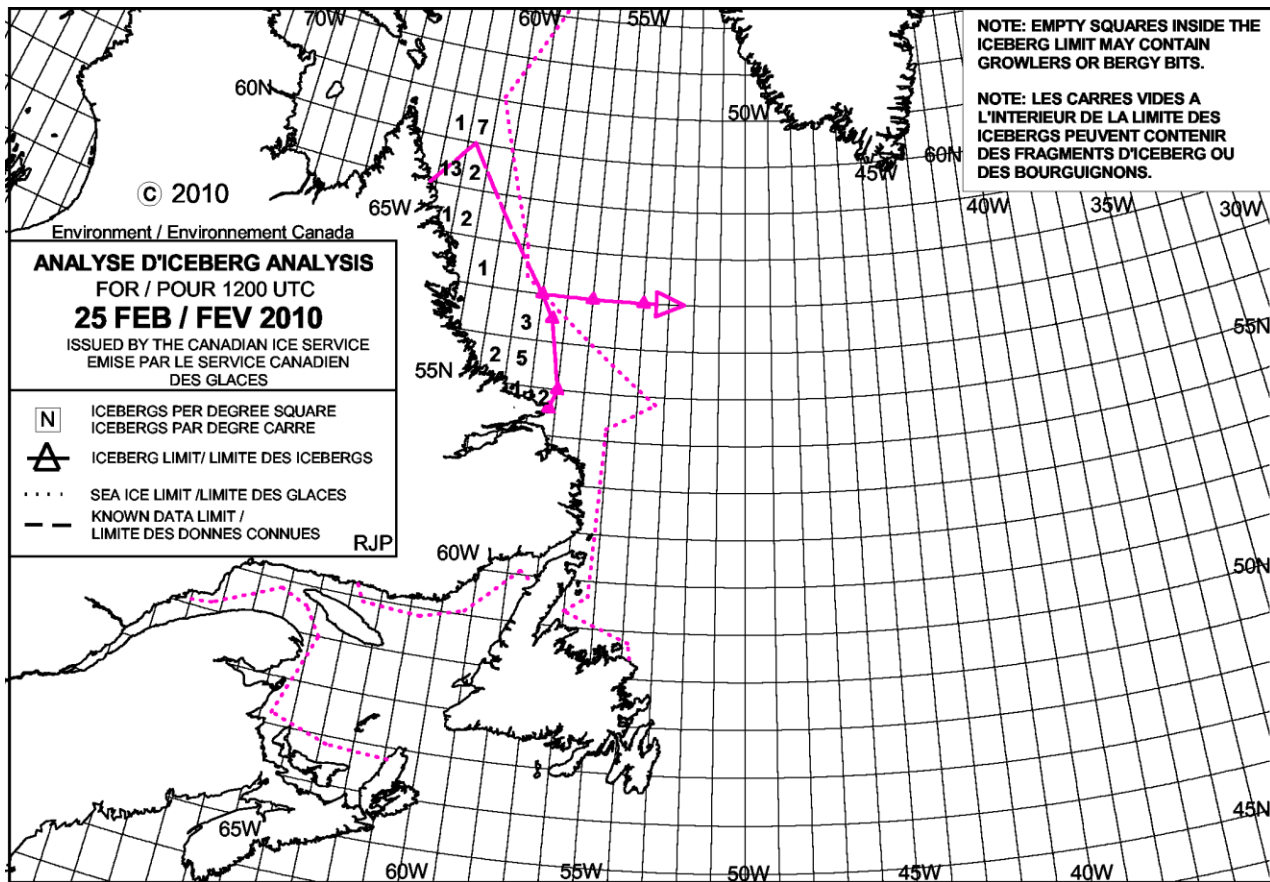 70W
60W
55W
NOTE: EMPTY SQUARES INSIDE THE
ICEBERG LIMIT MAY CONTAIN
GROWLERS OR BERGY BITS.
NOTE: LES CARRES VIDES A
L'INTERIEUR DE LA LIMITE DES
ICEBERGS PEUVENT CONTENIR
DES FRAGMENTS D'ICEBERG OU
DES BOURGUIGNONS.
60N
50W
60N
45W
1 7
13 2
© 2010
65W
40W
35W
30W
1 2
Environment / Environnement Canada
ANALYSE D'ICEBERG ANALYSIS
FOR / POUR 1200 UTC
25 FEB / FEV 2010
ISSUED BY THE CANADIAN ICE SERVICE
EMISE PAR LE SERVICE CANADIEN
DES GLACES
1
3
55N
2 5
55N
1 2
N
ICEBERGS PER DEGREE SQUARE
ICEBERGS PAR DEGRE CARRE
ICEBERG LIMIT/ LIMITE DES ICEBERGS
SEA ICE LIMIT /LIMITE DES GLACES
KNOWN DATA LIMIT /
LIMITE DES DONNES CONNUES
RJP
60W
50N
45N
65W
60W
55W
50W
45W
40W